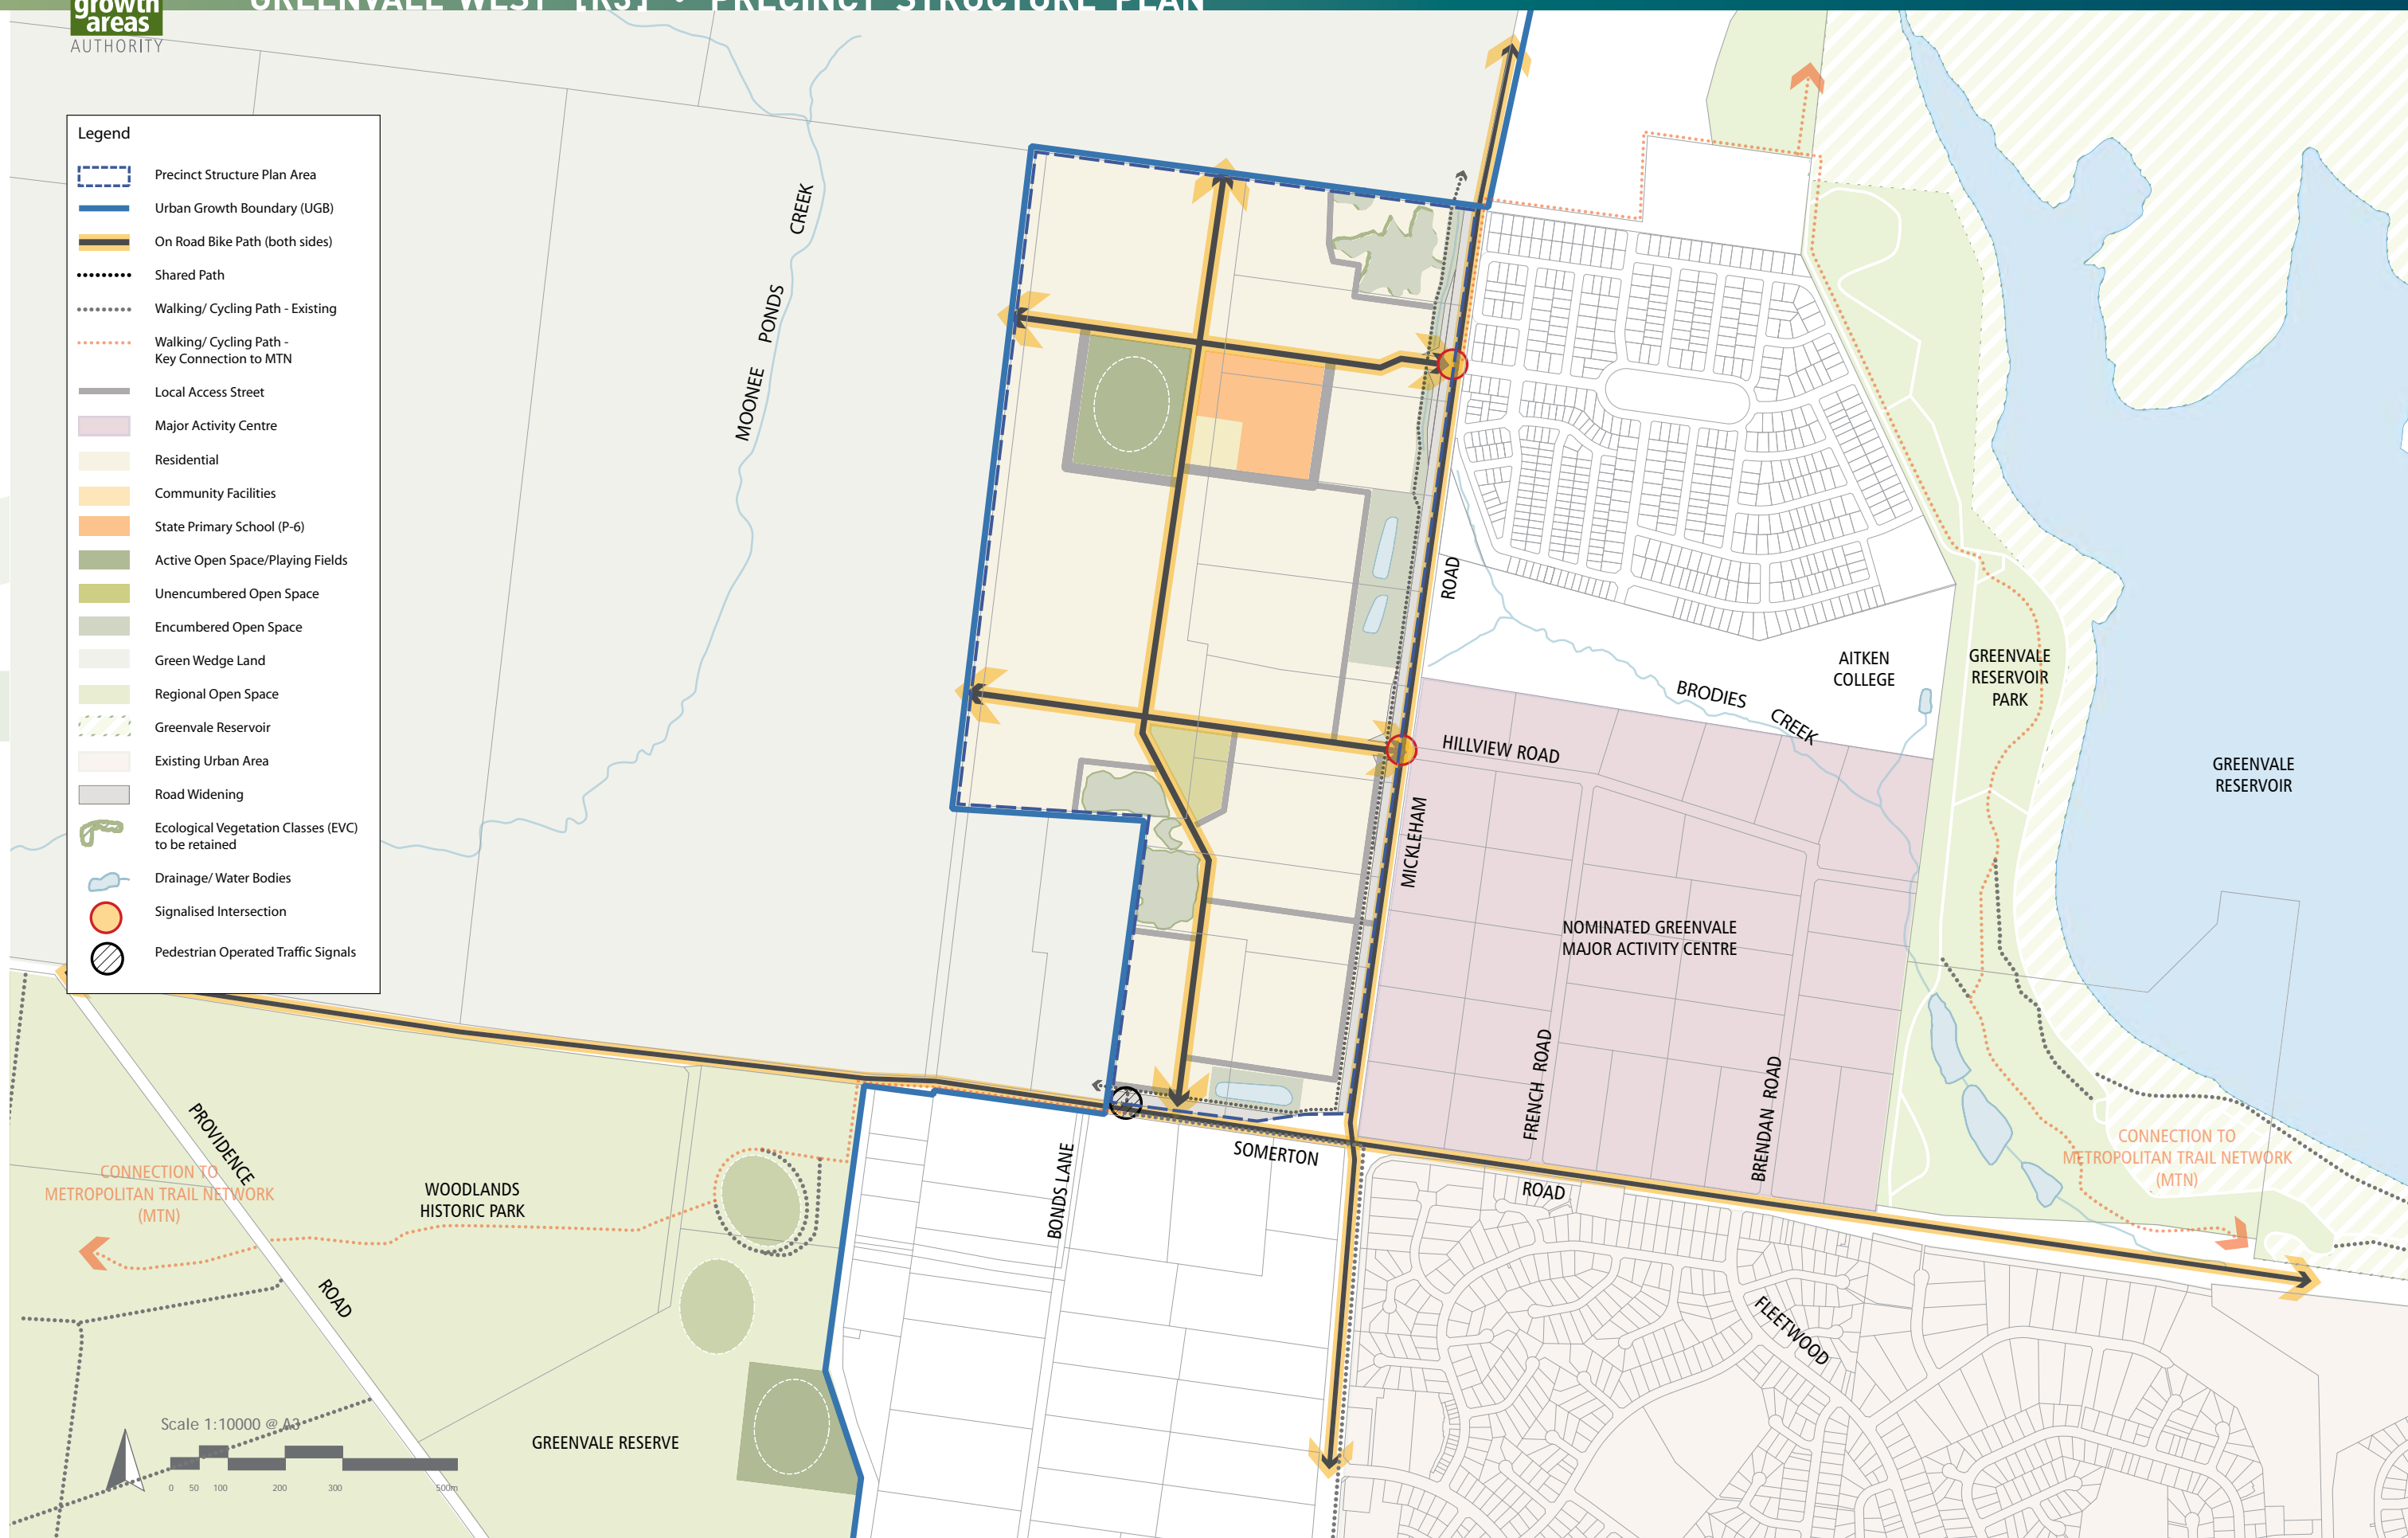 growth
areas
AUTHORITY
GREENVALE WEST [R3] • PRECINCT STRUCTURE PLAN
Legend
Precinct Structure Plan Area
Urban Growth Boundary (UGB)
On Road Bike Path (both sides)
Shared Path
Walking/ Cycling Path - Existing
Walking/ Cycling Path -
Key Connection to MTN
Local Access Street
Major Activity Centre
Residential
Community Facilities
State Primary School (P-6)
Active Open Space/Playing Fields
Unencumbered Open Space
Encumbered Open Space
Green Wedge Land
Regional Open Space
Greenvale Reservoir
Existing Urban Area
Road Widening
Ecological Vegetation Classes (EVC)
to be retained
Drainage/ Water Bodies
Signalised Intersection
Pedestrian Operated Traffic Signals
MOONEE PONDS CREEK
MICKLEHAM ROAD
AITKEN
COLLEGE
GREENVALE
RESERVOIR
PARK
BRODIES CREEK
HILLVIEW ROAD
GREENVALE
RESERVOIR
NOMINATED GREENVALE
MAJOR ACTIVITY CENTRE
FRENCH ROAD
BRENDAN ROAD
PROVIDENCE ROAD
CONNECTION TO
METROPOLITAN TRAIL NETWORK
(MTN)
WOODLANDS
HISTORIC PARK
BONDS LANE
SOMERTON ROAD
CONNECTION TO
METROPOLITAN TRAIL NETWORK
(MTN)
FLEETWOOD
GREENVALE RESERVE
Scale 1:10000 @ A3
0 50 100 200 300 500m